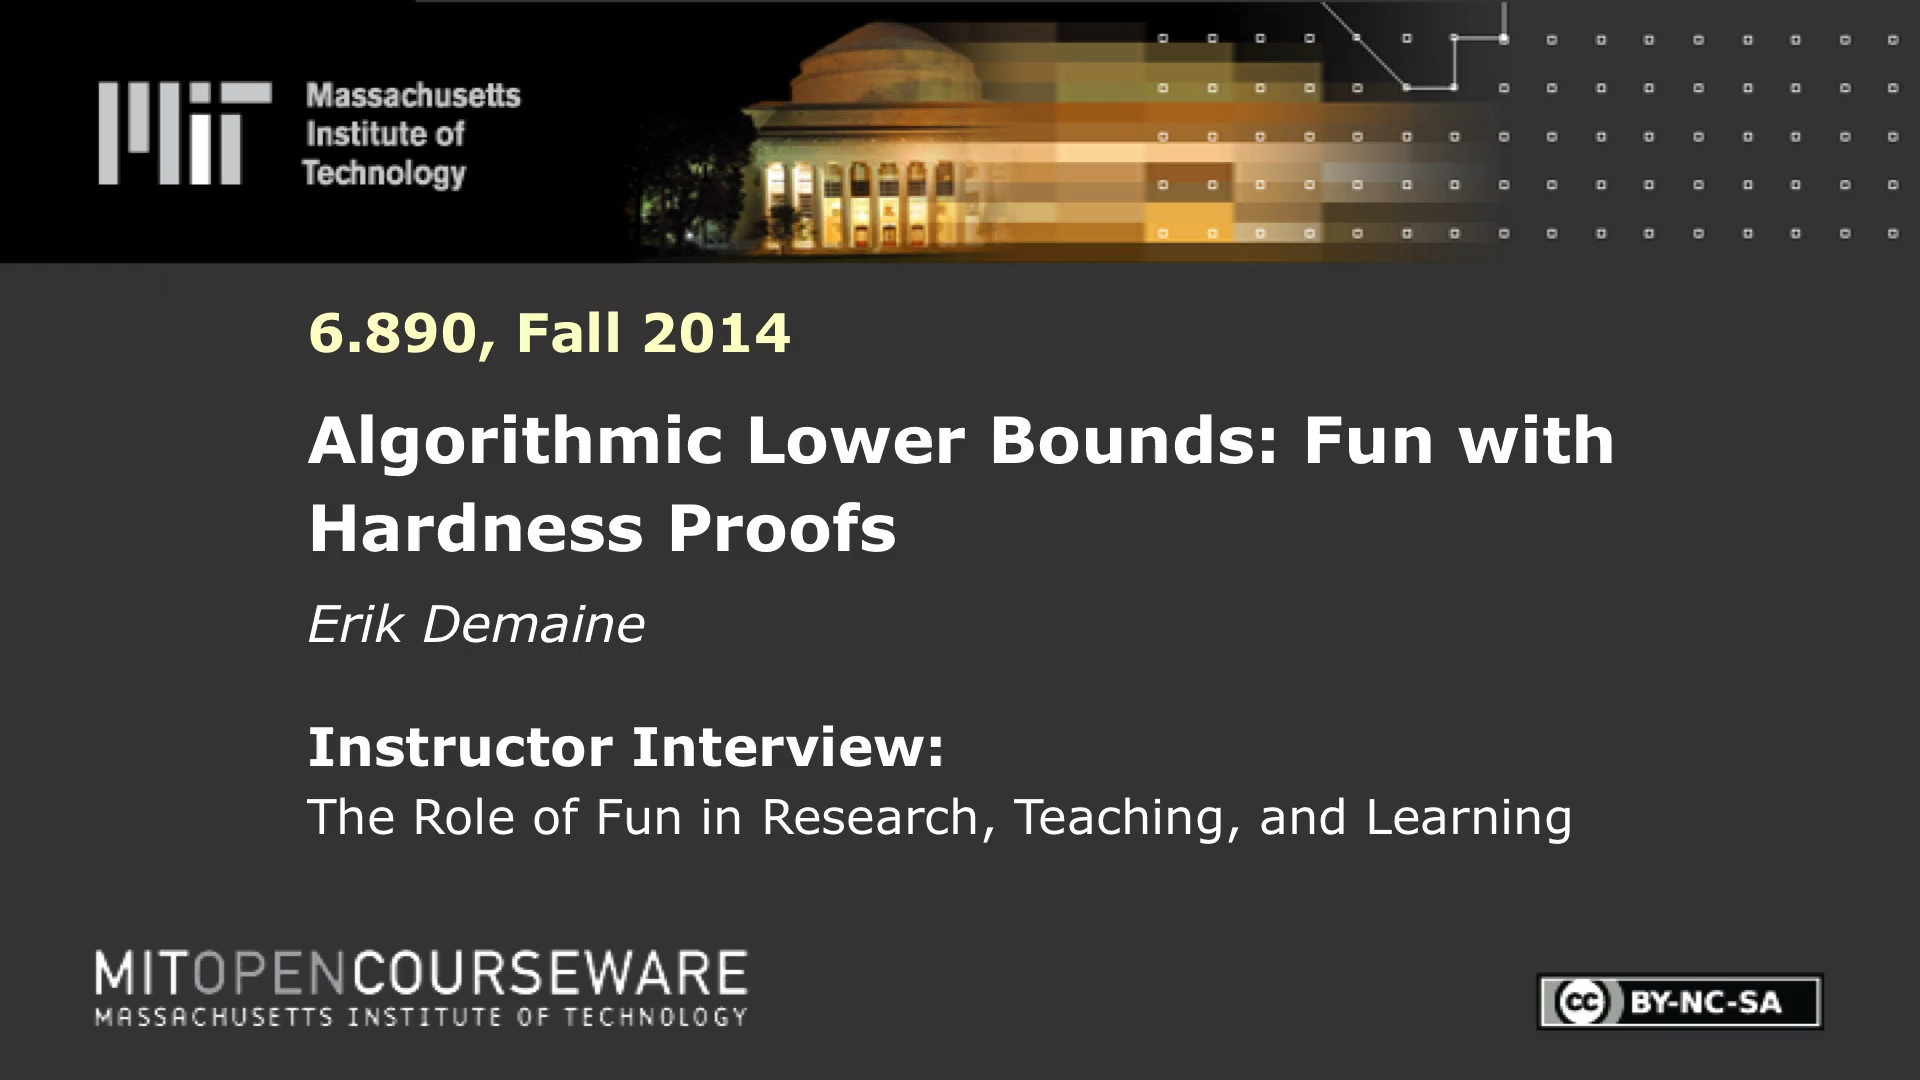 Massachusetts
Institute of
Technology
6.890, Fall 2014
Algorithmic Lower Bounds: Fun with
Hardness Proofs
Erik Demaine
Instructor Interview:
The Role of Fun in Research, Teaching, and Learning
MITOPENCOURSEWARE
MASSACHUSETTS INSTITUTE OF TECHNOLOGY
cc BY-NC-SA